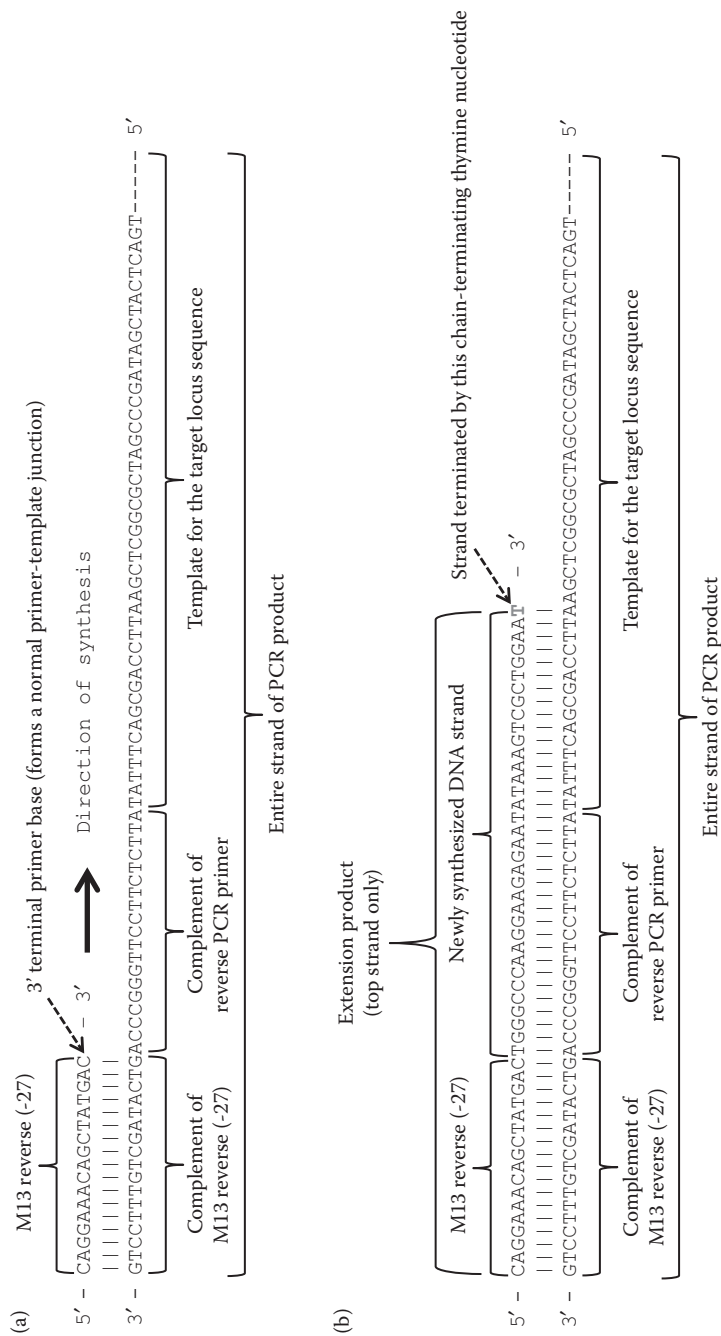 (a)
M13 reverse (-27)
3′ terminal primer base (forms a normal primer-template junction)
5′ – CAGGAAACAGCTATGAC – 3′ Direction of synthesis
3′ – GTCCTTTGTCGATACTGACCCGGGTTCCTTCTCTTATATTTCAGCGACCTTAAGCTCGGCGCTAGCCCGATAGCTACTCAGT----- 5′
Complement of
M13 reverse (-27)
Complement of
reverse PCR primer
Template for the target locus sequence
Entire strand of PCR product
(b)
Extension product
(top strand only)
Strand terminated by this chain-terminating thymine nucleotide
M13 reverse (-27)
Newly synthesized DNA strand
5′ – CAGGAAACAGCTATGACTGGGCCCAAGGAAGAGAATATAAAGTCGCTGGAAT – 3′
3′ – GTCCTTTGTCGATACTGACCCGGGTTCCTTCTCTTATATTTCAGCGACCTTAAGCTCGGCGCTAGCCCGATAGCTACTCAGT----- 5′
Complement of
M13 reverse (-27)
Complement of
reverse PCR primer
Template for the target locus sequence
Entire strand of PCR product